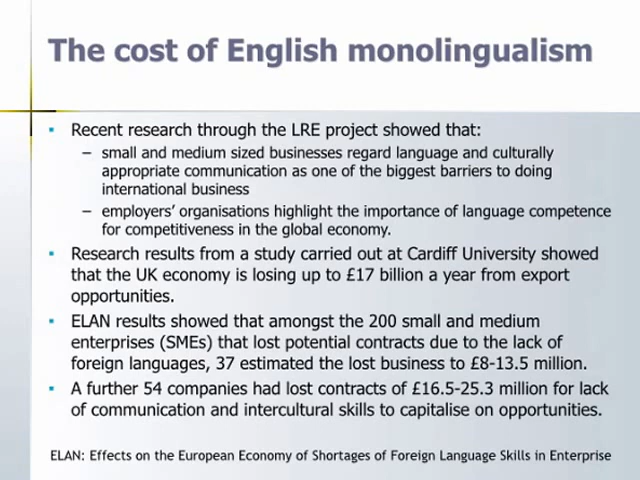 The cost of English monolingualism
▪ Recent research through the LRE project showed that:
– small and medium sized businesses regard language and culturally
appropriate communication as one of the biggest barriers to doing
international business
– employers' organisations highlight the importance of language competence
for competitiveness in the global economy.
▪ Research results from a study carried out at Cardiff University showed
that the UK economy is losing up to £17 billion a year from export
opportunities.
▪ ELAN results showed that amongst the 200 small and medium
enterprises (SMEs) that lost potential contracts due to the lack of
foreign languages, 37 estimated the lost business to £8-13.5 million.
▪ A further 54 companies had lost contracts of £16.5-25.3 million for lack
of communication and intercultural skills to capitalise on opportunities.
ELAN: Effects on the European Economy of Shortages of Foreign Language Skills in Enterprise